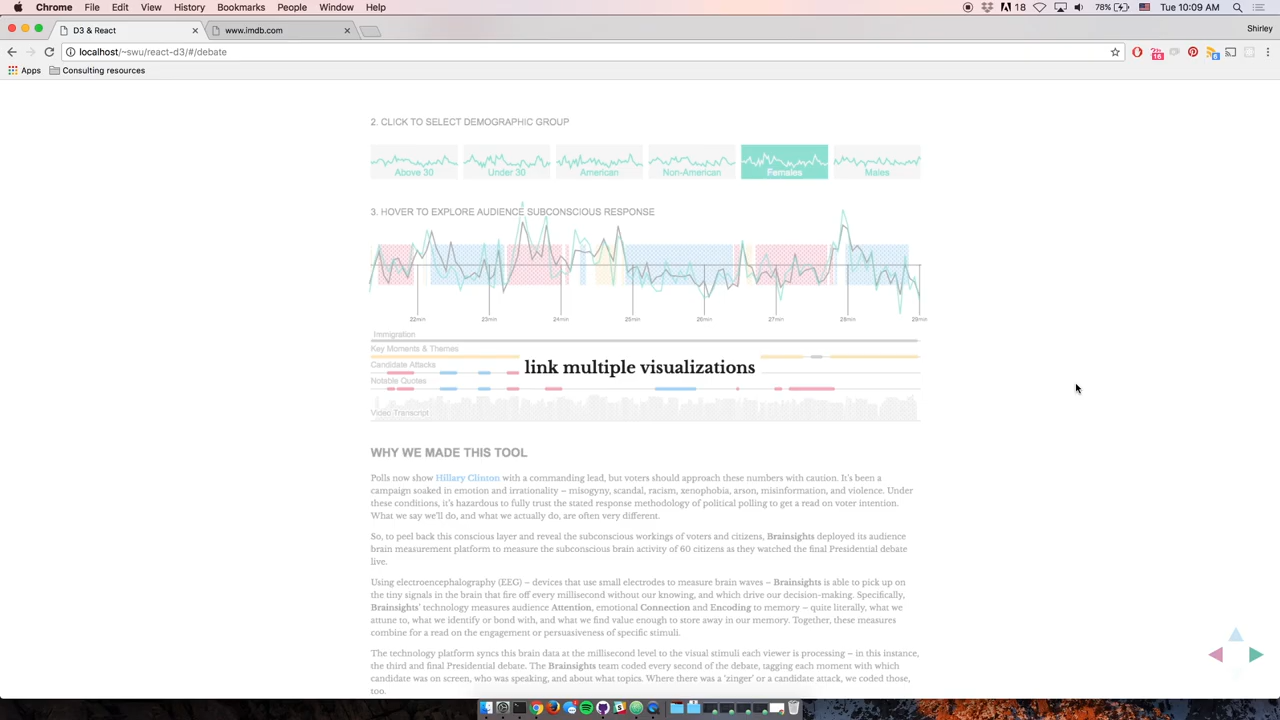 Chrome File Edit View History Bookmarks People Window Help
18 78% Tue 10:09 AM
D3 & React www.imdb.com Shirley
localhost/~swu/react-d3/#/debate
Apps Consulting resources
2. CLICK TO SELECT DEMOGRAPHIC GROUP
Above 30 Under 30 American Non-American Females Males
3. HOVER TO EXPLORE AUDIENCE SUBCONSCIOUS RESPONSE
22min 23min 24min 25min 26min 27min 28min 29min
Immigration
Key Moments & Themes
Candidate Attacks
link multiple visualizations
Notable Quotes
Video Transcript
WHY WE MADE THIS TOOL
Polls now show Hillary Clinton with a commanding lead, but voters should approach these numbers with caution. It's been a
campaign soaked in emotion and irrationality – misogyny, scandal, racism, xenophobia, arson, misinformation, and violence. Under
these conditions, it's hazardous to fully trust the stated response methodology of political polling to get a read on voter intention.
What we say we'll do, and what we actually do, are often very different.
So, to peel back this conscious layer and reveal the subconscious workings of voters and citizens, Brainsights deployed its audience
brain measurement platform to measure the subconscious brain activity of 60 citizens as they watched the final Presidential debate
live.
Using electroencephalography (EEG) – devices that use small electrodes to measure brain waves – Brainsights is able to pick up on
the tiny signals in the brain that fire off every millisecond without our knowing, and which drive our decision-making. Specifically,
Brainsights' technology measures audience Attention, emotional Connection and Encoding to memory – quite literally, what we
attune to, what we identify or bond with, and what we find value enough to store away in our memory. Together, these measures
combine for a read on the engagement or persuasiveness of specific stimuli.
The technology platform syncs this brain data at the millisecond level to the visual stimuli each viewer is processing – in this instance,
the third and final Presidential debate. The Brainsights team coded every second of the debate, tagging each moment with which
candidate was on screen, who was speaking, and about what topics. Where there was a 'zinger' or a candidate attack, we coded those,
too.